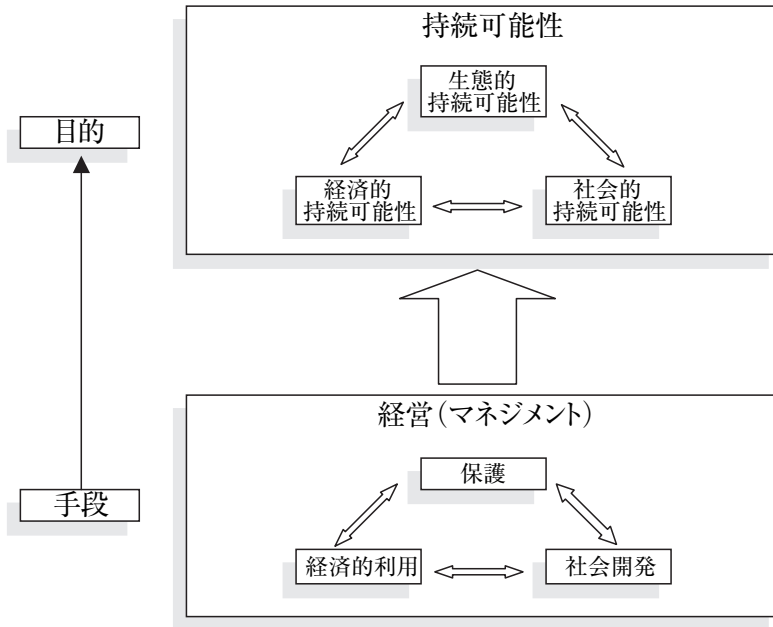 持続可能性
生態的
持続可能性
目的
経済的
持続可能性
社会的
持続可能性
経営（マネジメント）
保護
手段
経済的利用
社会開発